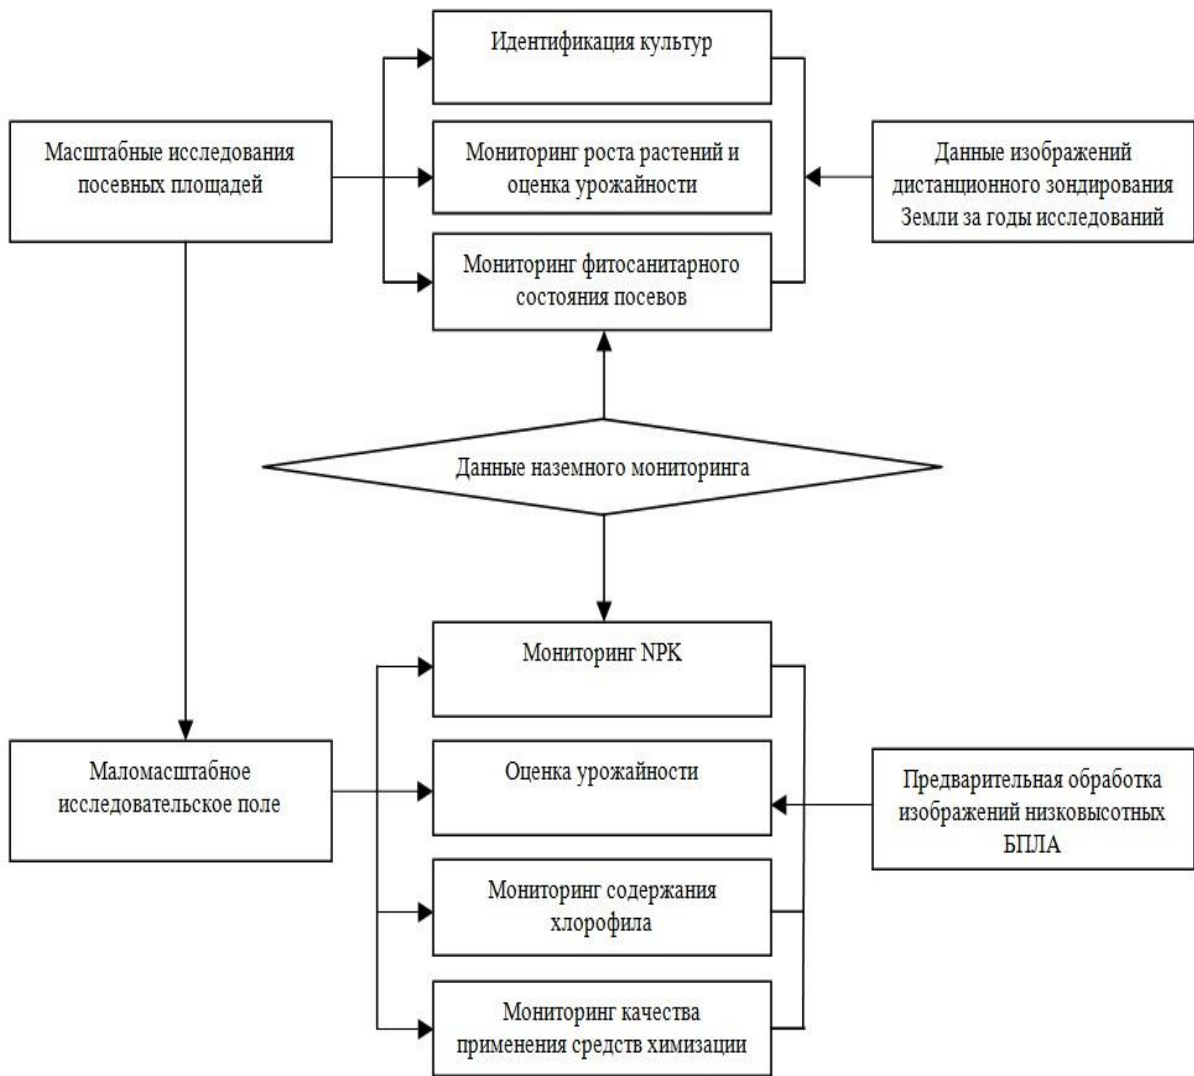 Идентификация культур
Масштабные исследования
посевных площадей
Мониторинг роста растений и
оценка урожайности
Данные изображений
дистанционного зондирования
Земли за годы исследований
Мониторинг фитосанитарного
состояния посевов
Данные наземного мониторинга
Мониторинг NPK
Маломасштабное
исследовательское поле
Оценка урожайности
Предварительная обработка
изображений низковысотных
БПЛА
Мониторинг содержания
хлорофила
Мониторинг качества
применения средств химизации